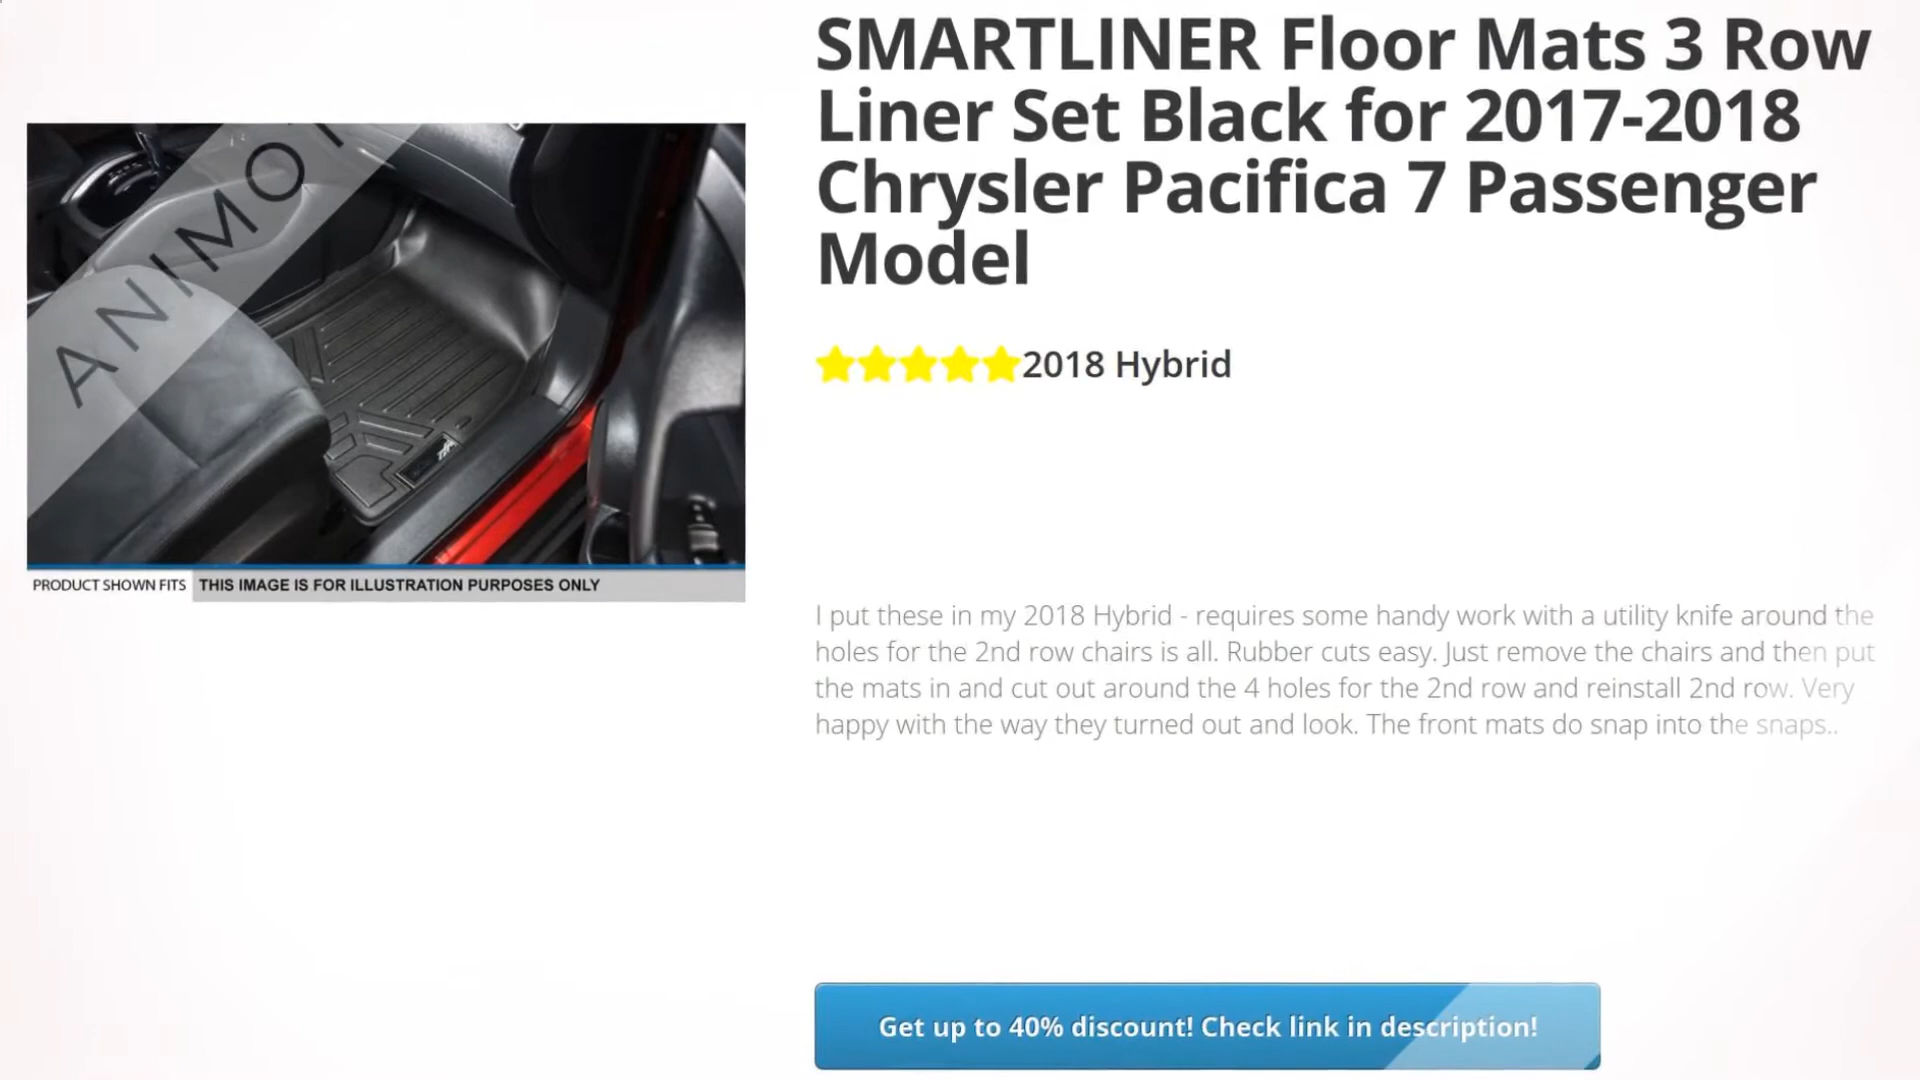 SMARTLINER Floor Mats 3 Row
Liner Set Black for 2017-2018
Chrysler Pacifica 7 Passenger
Model
2018 Hybrid
ANIMOT
PRODUCT SHOWN FITS THIS IMAGE IS FOR ILLUSTRATION PURPOSES ONLY
I put these in my 2018 Hybrid - requires some handy work with a utility knife around the
holes for the 2nd row chairs is all. Rubber cuts easy. Just remove the chairs and then put
the mats in and cut out around the 4 holes for the 2nd row and reinstall 2nd row. Very
happy with the way they turned out and look. The front mats do snap into the snaps..
Get up to 40% discount! Check link in description!